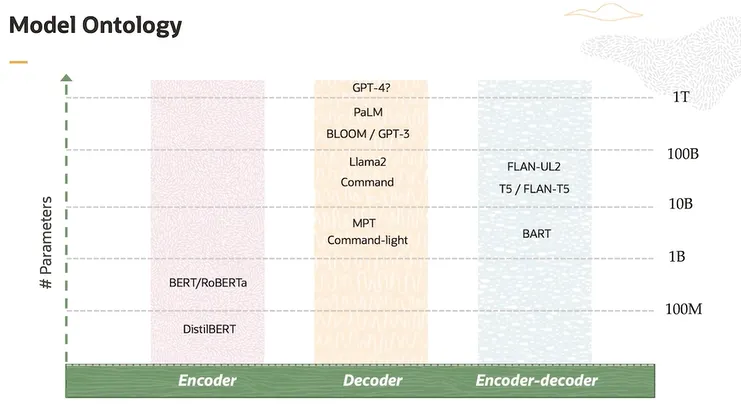 Model Ontology
# Parameters
1T
100B
10B
1B
100M
BERT/RoBERTa
DistilBERT
Encoder
GPT-4?
PaLM
BLOOM / GPT-3
Llama2
Command
MPT
Command-light
Decoder
FLAN-UL2
T5 / FLAN-T5
BART
Encoder-decoder